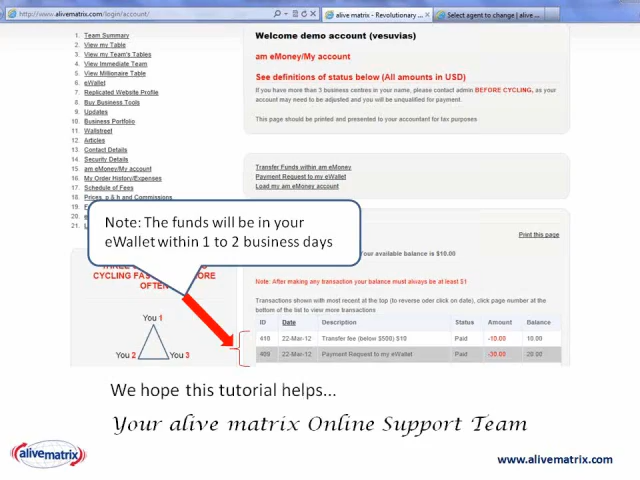 http://www.alivematrix.com/login/account/
alive matrix - Revolutionary ...
Select agent to change | alive ...
1. Team Summary
2. View my Table
3. View my Team's Tables
4. View Immediate Team
5. View Millionaire Table
6. eWallet
7. Replicated Website Profile
8. Buy Business Tools
9. Updates
10. Business Portfolio
11. Wallstreet
12. Articles
13. Contact Details
14. Security Details
15. am eMoney/My account
16. My Order History/Expenses
17. Schedule of Fees
18. Prices, p & h and Commissions
19.
20.
21.
Welcome demo account (vesuvias)
am eMoney/My account
See definitions of status below (All amounts in USD)
If you have more than 3 business centres in your name, please contact admin BEFORE CYCLING, as your
account may need to be adjusted and you will be unqualified for payment.
This page should be printed and presented to your accountant for tax purposes
Transfer Funds within am eMoney
Payment Request to my eWallet
Load my am eMoney account
Note: The funds will be in your
eWallet within 1 to 2 business days
Print this page
Your available balance is $10.00
CYCLING
OFTEN
Note: After making any transaction your balance must always be at least $1
Transactions shown with most recent at the top (to reverse oder click on date), click page number at the
bottom of the list to view more transactions
ID Date Description Status Amount Balance
410 22-Mar-12 Transfer fee (below $500) $10 Paid -10.00 10.00
409 22-Mar-12 Payment Request to my eWallet Paid -30.00 20.00
You 1
You 2
You 3
We hope this tutorial helps...
Your alive matrix Online Support Team
alivematrix
www.alivematrix.com